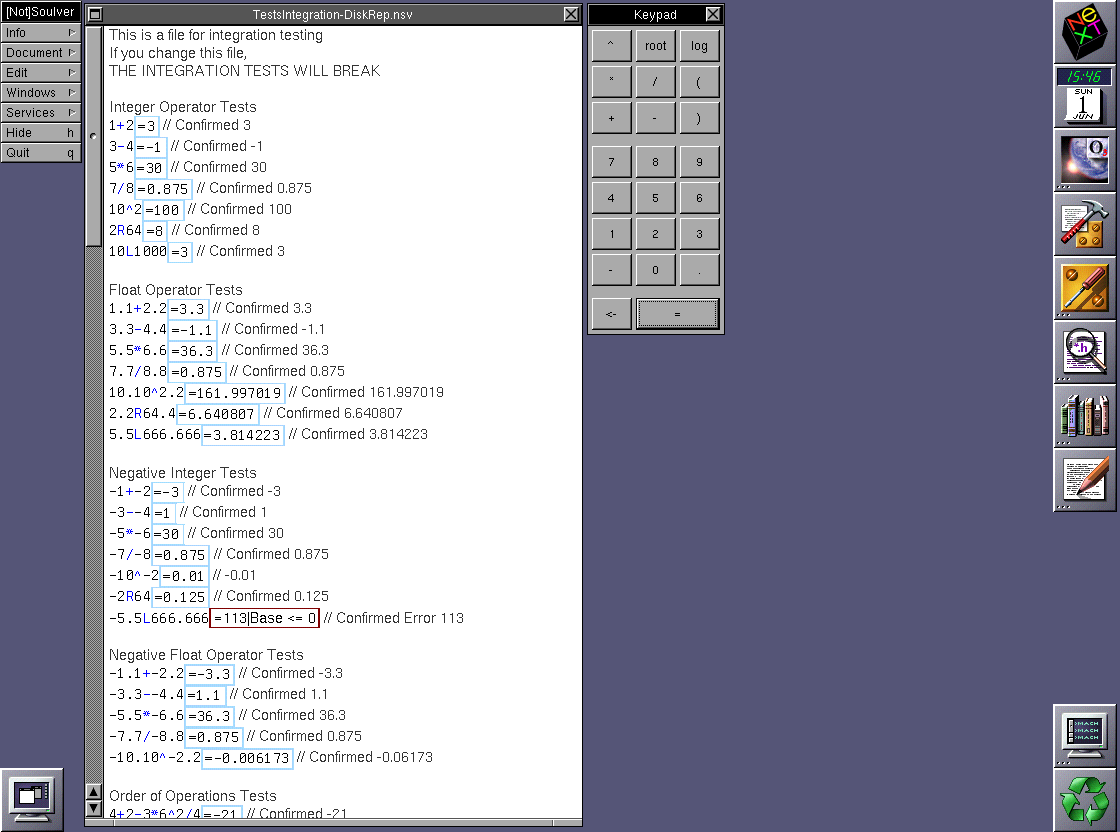 [Not]Soulver
Info
Document
Edit
Windows
Services
Hide h
Quit q
TestsIntegration-DiskRep.nsv
This is a file for integration testing
If you change this file,
THE INTEGRATION TESTS WILL BREAK
Integer Operator Tests
1+2=3 // Confirmed 3
3-4=-1 // Confirmed -1
5*6=30 // Confirmed 30
7/8=0.875 // Confirmed 0.875
10^2=100 // Confirmed 100
2R64=8 // Confirmed 8
10L1000=3 // Confirmed 3
Float Operator Tests
1.1+2.2=3.3 // Confirmed 3.3
3.3-4.4=-1.1 // Confirmed -1.1
5.5*6.6=36.3 // Confirmed 36.3
7.7/8.8=0.875 // Confirmed 0.875
10.10^2.2=161.997019 // Confirmed 161.997019
2.2R64.4=6.640807 // Confirmed 6.640807
5.5L666.666=3.814223 // Confirmed 3.814223
Negative Integer Tests
-1+-2=-3 // Confirmed -3
-3--4=1 // Confirmed 1
-5*-6=30 // Confirmed 30
-7/-8=0.875 // Confirmed 0.875
-10^-2=0.01 // -0.01
-2R64=0.125 // Confirmed 0.125
-5.5L666.666=113|Base <= 0 // Confirmed Error 113
Negative Float Operator Tests
-1.1+-2.2=-3.3 // Confirmed -3.3
-3.3--4.4=1.1 // Confirmed 1.1
-5.5*-6.6=36.3 // Confirmed 36.3
-7.7/-8.8=0.875 // Confirmed 0.875
-10.10^-2.2=-0.006173 // Confirmed -0.06173
Order of Operations Tests
4+2-3*6^2/4=-21 // Confirmed -21
Keypad
^ root log
* / (
+ - )
7 8 9
4 5 6
1 2 3
- 0 .
<- =
NeXT
15:46
SUN
1
JUN
*.h
>MACH
>MACH
>MACH